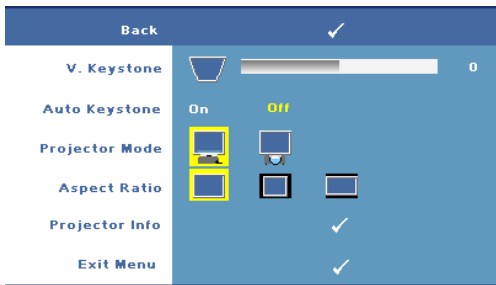 Back
V. Keystone 0
Auto Keystone On Off
Projector Mode
Aspect Ratio
Projector Info
Exit Menu